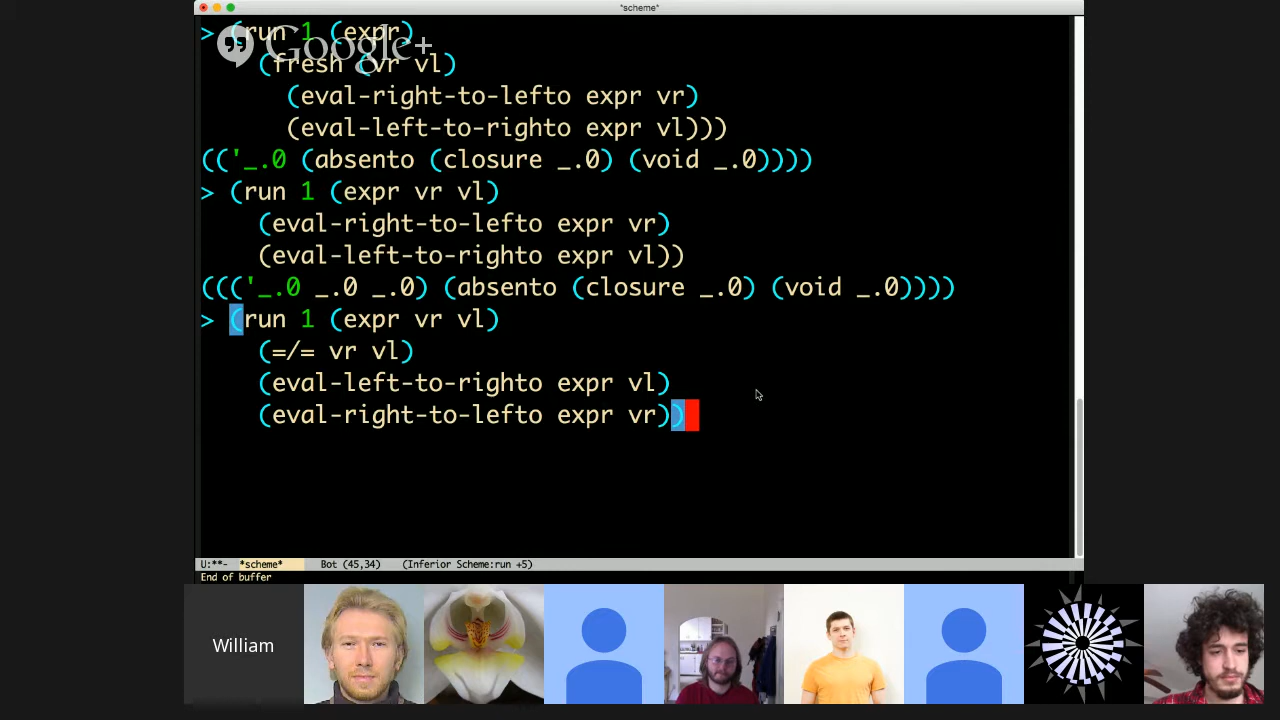 *scheme*
> (run 1 (expr)
Google+
(fresh (vr vl)
(eval-right-to-lefto expr vr)
(eval-left-to-righto expr vl)))
(('_.0 (absento (closure _.0) (void _.0))))
> (run 1 (expr vr vl)
(eval-right-to-lefto expr vr)
(eval-left-to-righto expr vl))
((('_.0 _.0 _.0) (absento (closure _.0) (void _.0))))
> (run 1 (expr vr vl)
(=/= vr vl)
(eval-left-to-righto expr vl)
(eval-right-to-lefto expr vr))
U:**- *scheme* Bot (45,34) (Inferior Scheme:run +5)
End of buffer
William